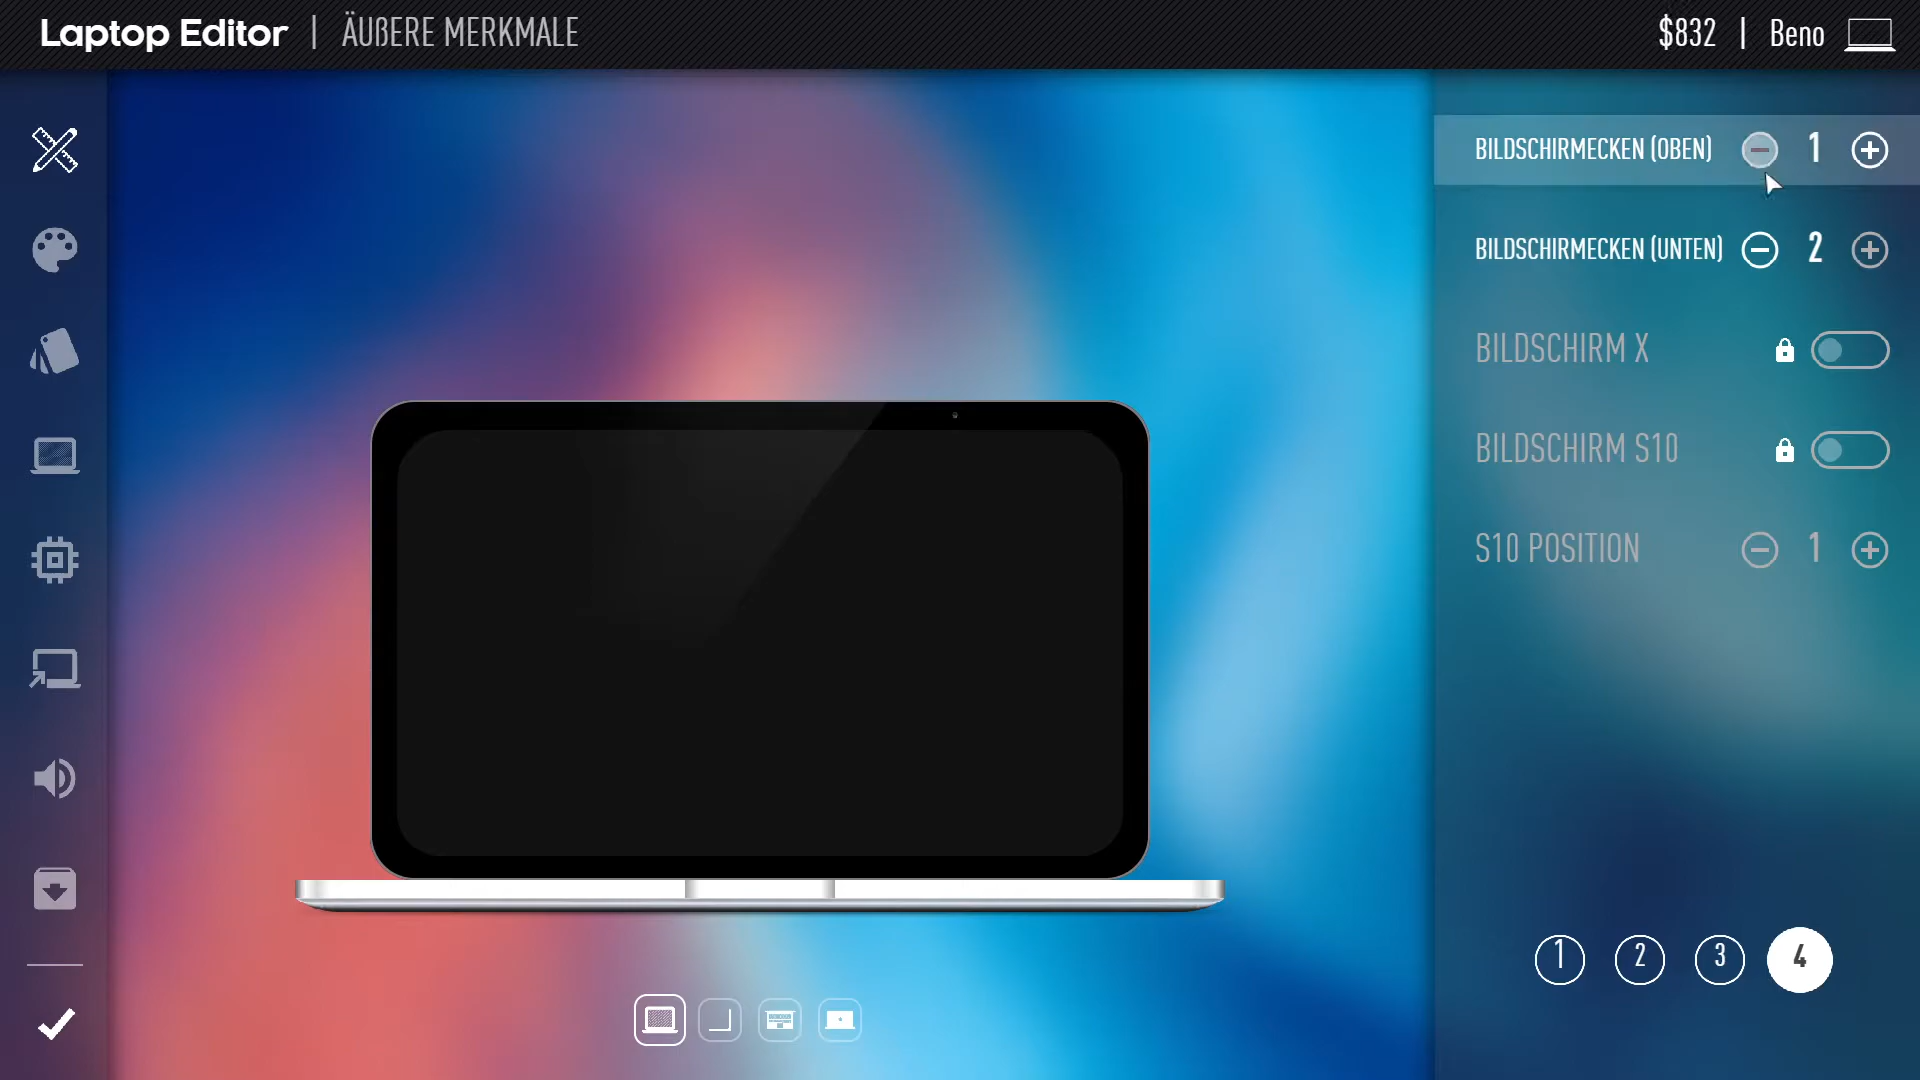 Laptop Editor | ÄUßERE MERKMALE
$832 | Beno
BILDSCHIRMECKEN (OBEN) 1
BILDSCHIRMECKEN (UNTEN) 2
BILDSCHIRM X
BILDSCHIRM S10
S10 POSITION 1
1 2 3 4